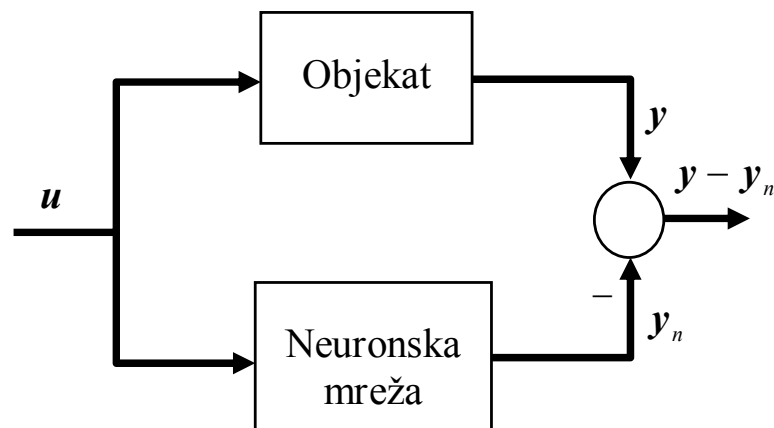 Objekat
y
u
y − yₙ
−
yₙ
Neuronska
mreža